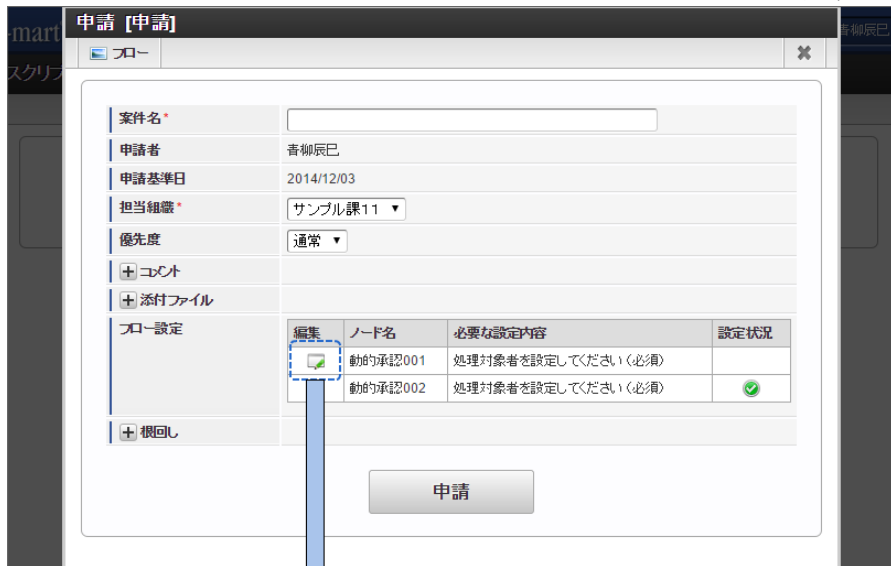 申請 [申請]
-mart
青柳辰巳
フロー
スクリプ
案件名*
申請者 青柳辰巳
申請基準日 2014/12/03
担当組織* サンプル課11
優先度 通常
コメント
添付ファイル
フロー設定
編集 ノード名 必要な設定内容 設定状況
動的承認001 処理対象者を設定してください(必須)
動的承認002 処理対象者を設定してください(必須)
根回し
申請